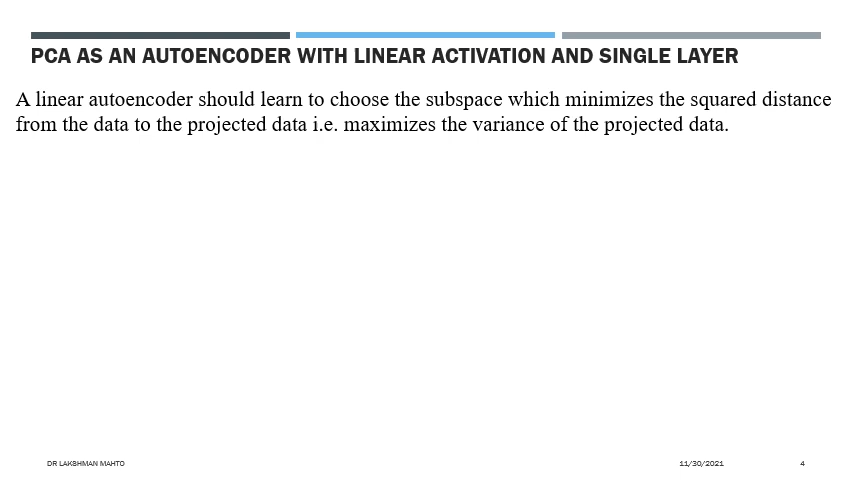 PCA AS AN AUTOENCODER WITH LINEAR ACTIVATION AND SINGLE LAYER
A linear autoencoder should learn to choose the subspace which minimizes the squared distance
from the data to the projected data i.e. maximizes the variance of the projected data.
DR LAKSHMAN MAHTO 11/30/2021 4